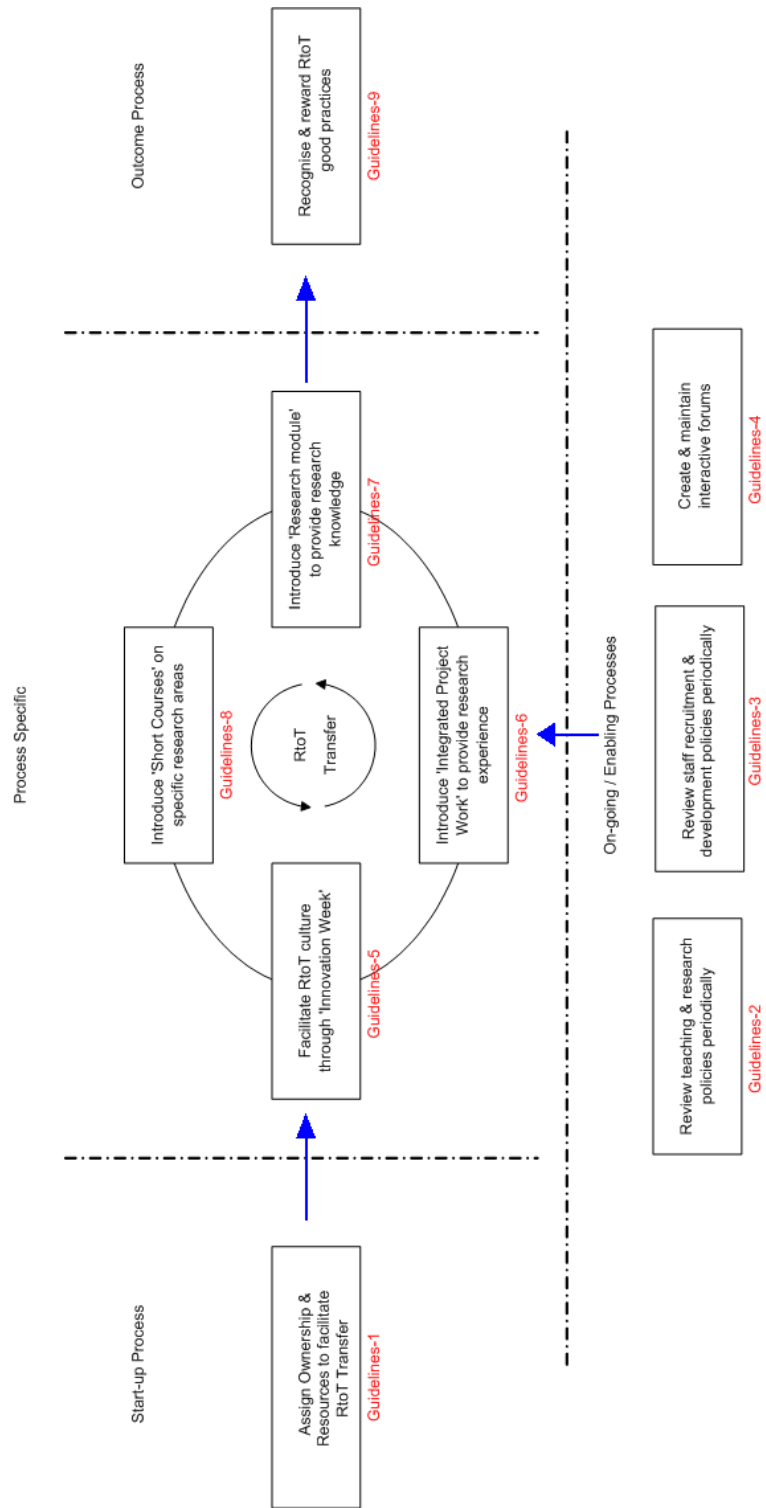 Process Specific
Start-up Process
Outcome Process
Assign Ownership &
Resources to facilitate
RtoT Transfer
Guidelines-1
Facilitate RtoT culture
through 'Innovation Week'
Guidelines-5
Introduce 'Short Courses' on
specific research areas
Guidelines-8
RtoT
Transfer
Introduce 'Integrated Project
Work' to provide research
experience
Guidelines-6
Introduce 'Research module'
to provide research
knowledge
Guidelines-7
Recognise & reward RtoT
good practices
Guidelines-9
On-going / Enabling Processes
Review teaching & research
policies periodically
Guidelines-2
Review staff recruitment &
development policies periodically
Guidelines-3
Create & maintain
interactive forums
Guidelines-4